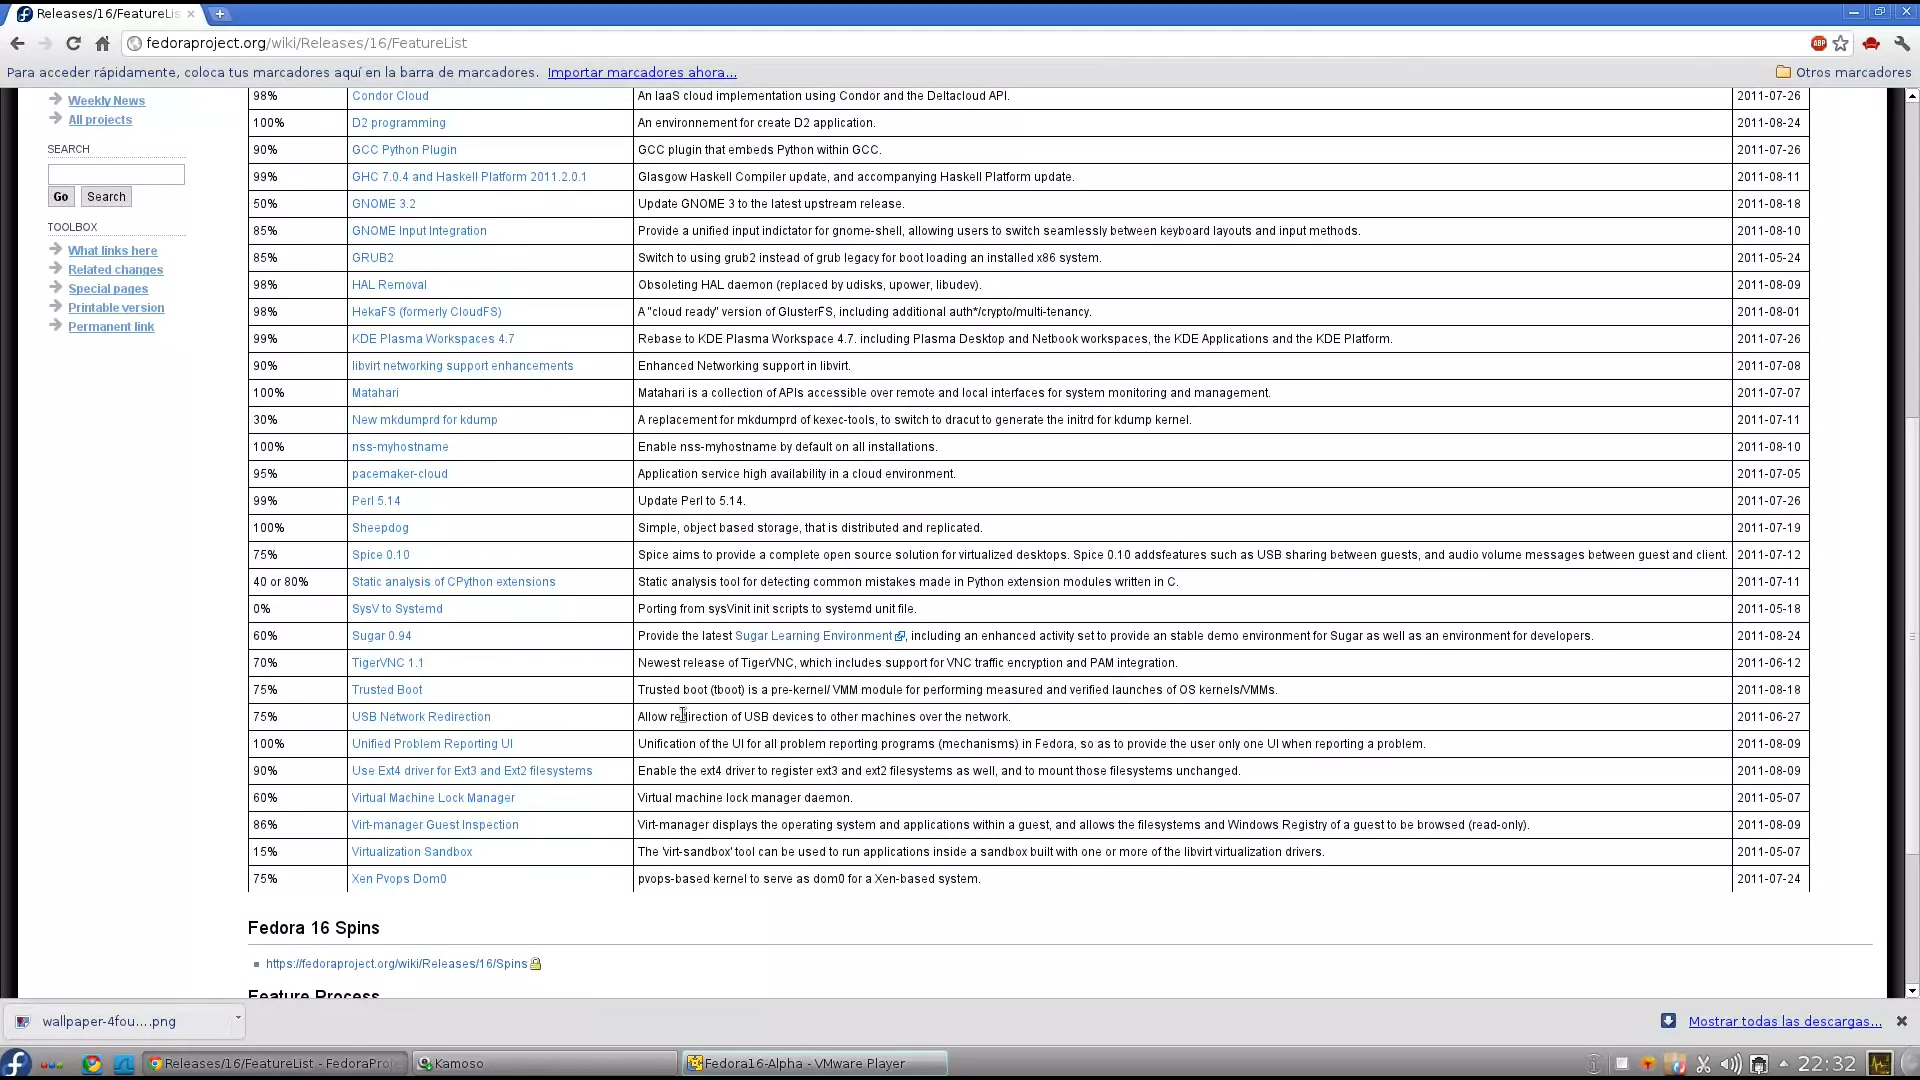 Releases/16/FeatureLis
fedoraproject.org/wiki/Releases/16/FeatureList
ABP
Para acceder rápidamente, coloca tus marcadores aquí en la barra de marcadores. Importar marcadores ahora... Otros marcadores
Weekly News
All projects
SEARCH
Go Search
TOOLBOX
What links here
Related changes
Special pages
Printable version
Permanent link
98% Condor Cloud An IaaS cloud implementation using Condor and the Deltacloud API. 2011-07-26
100% D2 programming An environnement for create D2 application. 2011-08-24
90% GCC Python Plugin GCC plugin that embeds Python within GCC. 2011-07-26
99% GHC 7.0.4 and Haskell Platform 2011.2.0.1 Glasgow Haskell Compiler update, and accompanying Haskell Platform update. 2011-08-11
50% GNOME 3.2 Update GNOME 3 to the latest upstream release. 2011-08-18
85% GNOME Input Integration Provide a unified input indictator for gnome-shell, allowing users to switch seamlessly between keyboard layouts and input methods. 2011-08-10
85% GRUB2 Switch to using grub2 instead of grub legacy for boot loading an installed x86 system. 2011-05-24
98% HAL Removal Obsoleting HAL daemon (replaced by udisks, upower, libudev). 2011-08-09
98% HekaFS (formerly CloudFS) A "cloud ready" version of GlusterFS, including additional auth*/crypto/multi-tenancy. 2011-08-01
99% KDE Plasma Workspaces 4.7 Rebase to KDE Plasma Workspace 4.7. including Plasma Desktop and Netbook workspaces, the KDE Applications and the KDE Platform. 2011-07-26
90% libvirt networking support enhancements Enhanced Networking support in libvirt. 2011-07-08
100% Matahari Matahari is a collection of APIs accessible over remote and local interfaces for system monitoring and management. 2011-07-07
30% New mkdumprd for kdump A replacement for mkdumprd of kexec-tools, to switch to dracut to generate the initrd for kdump kernel. 2011-07-11
100% nss-myhostname Enable nss-myhostname by default on all installations. 2011-08-10
95% pacemaker-cloud Application service high availability in a cloud environment. 2011-07-05
99% Perl 5.14 Update Perl to 5.14. 2011-07-26
100% Sheepdog Simple, object based storage, that is distributed and replicated. 2011-07-19
75% Spice 0.10 Spice aims to provide a complete open source solution for virtualized desktops. Spice 0.10 addsfeatures such as USB sharing between guests, and audio volume messages between guest and client. 2011-07-12
40 or 80% Static analysis of CPython extensions Static analysis tool for detecting common mistakes made in Python extension modules written in C. 2011-07-11
0% SysV to Systemd Porting from sysVinit init scripts to systemd unit file. 2011-05-18
60% Sugar 0.94 Provide the latest Sugar Learning Environment, including an enhanced activity set to provide an stable demo environment for Sugar as well as an environment for developers. 2011-08-24
70% TigerVNC 1.1 Newest release of TigerVNC, which includes support for VNC traffic encryption and PAM integration. 2011-06-12
75% Trusted Boot Trusted boot (tboot) is a pre-kernel/ VMM module for performing measured and verified launches of OS kernels/VMMs. 2011-08-18
75% USB Network Redirection Allow redirection of USB devices to other machines over the network. 2011-06-27
100% Unified Problem Reporting UI Unification of the UI for all problem reporting programs (mechanisms) in Fedora, so as to provide the user only one UI when reporting a problem. 2011-08-09
90% Use Ext4 driver for Ext3 and Ext2 filesystems Enable the ext4 driver to register ext3 and ext2 filesystems as well, and to mount those filesystems unchanged. 2011-08-09
60% Virtual Machine Lock Manager Virtual machine lock manager daemon. 2011-05-07
86% Virt-manager Guest Inspection Virt-manager displays the operating system and applications within a guest, and allows the filesystems and Windows Registry of a guest to be browsed (read-only). 2011-08-09
15% Virtualization Sandbox The 'virt-sandbox' tool can be used to run applications inside a sandbox built with one or more of the libvirt virtualization drivers. 2011-05-07
75% Xen Pvops Dom0 pvops-based kernel to serve as dom0 for a Xen-based system. 2011-07-24
Fedora 16 Spins
https://fedoraproject.org/wiki/Releases/16/Spins
Feature Process
wallpaper-4fou....png Mostrar todas las descargas...
Releases/16/FeatureList - FedoraProj Kamoso Fedora16-Alpha - VMware Player 22:32